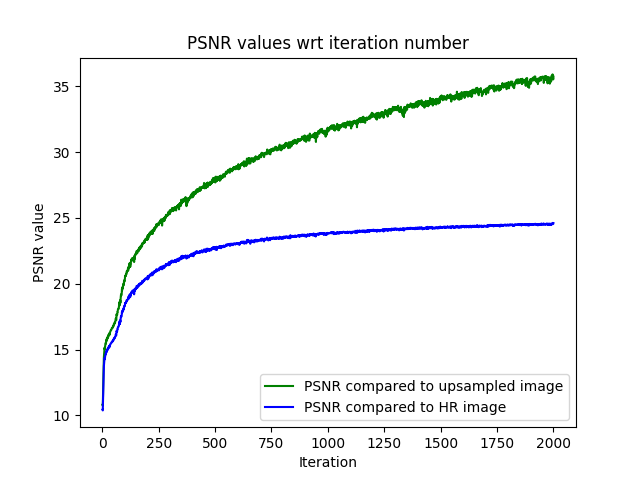 PSNR values wrt iteration number
PSNR value
35
30
25
20
15
10
PSNR compared to upsampled image
PSNR compared to HR image
0 250 500 750 1000 1250 1500 1750 2000
Iteration